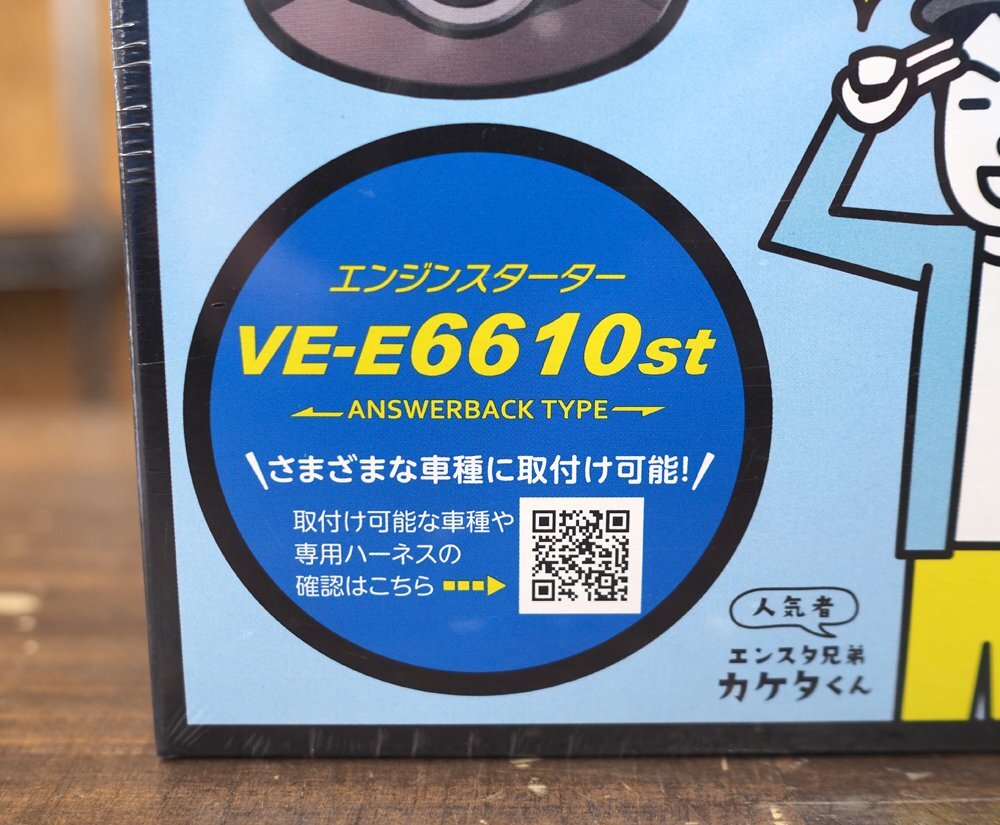 エンジンスターター
VE-E6610st
ANSWERBACK TYPE
さまざまな車種に取付け可能!
取付け可能な車種や
専用ハーネスの
確認はこちら
人気者
エンスタ兄弟
カケタくん